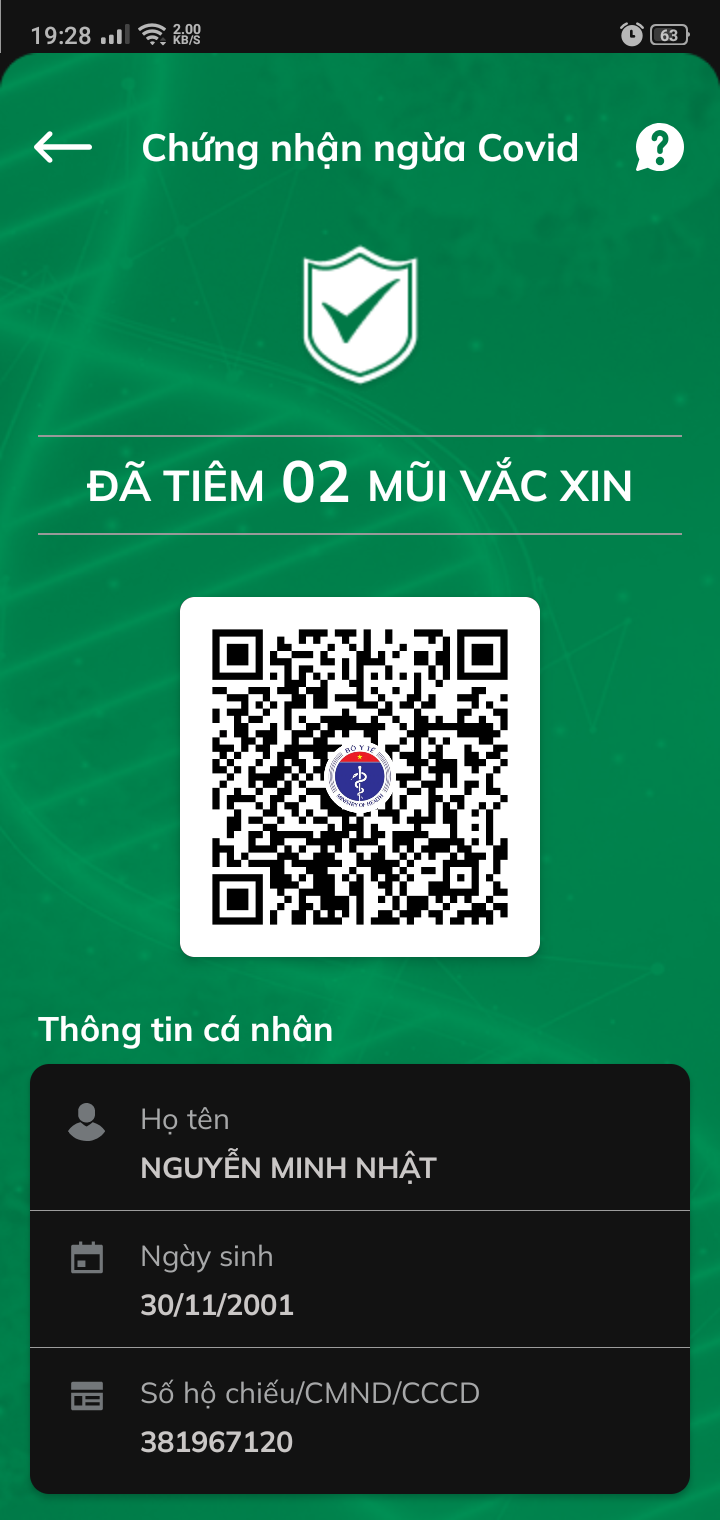 19:28 2.00 KB/S 63
Chứng nhận ngừa Covid
ĐÃ TIÊM 02 MŨI VẮC XIN
BỘ Y TẾ
MINISTRY OF HEALTH
Thông tin cá nhân
Họ tên
NGUYỄN MINH NHẬT
Ngày sinh
30/11/2001
Số hộ chiếu/CMND/CCCD
381967120